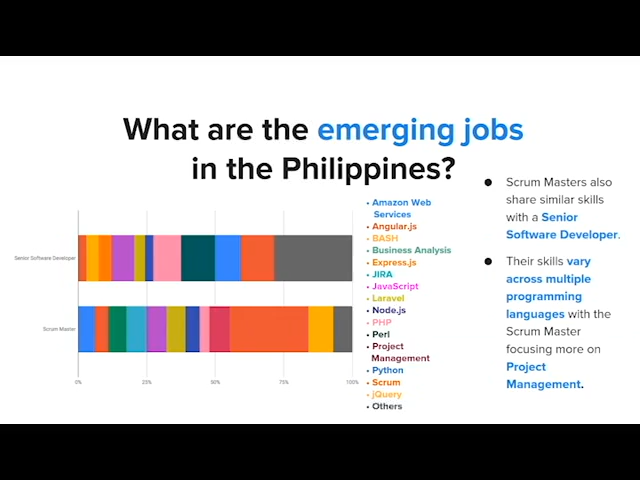 What are the emerging jobs
in the Philippines?
Senior Software Developer
Scrum Master
0%
25%
50%
75%
100%
• Amazon Web
Services
• Angular.js
• BASH
• Business Analysis
• Express.js
• JIRA
• JavaScript
• Laravel
• Node.js
• PHP
• Perl
• Project
Management
• Python
• Scrum
• jQuery
• Others
● Scrum Masters also
share similar skills
with a Senior
Software Developer.
● Their skills vary
across multiple
programming
languages with the
Scrum Master
focusing more on
Project
Management.